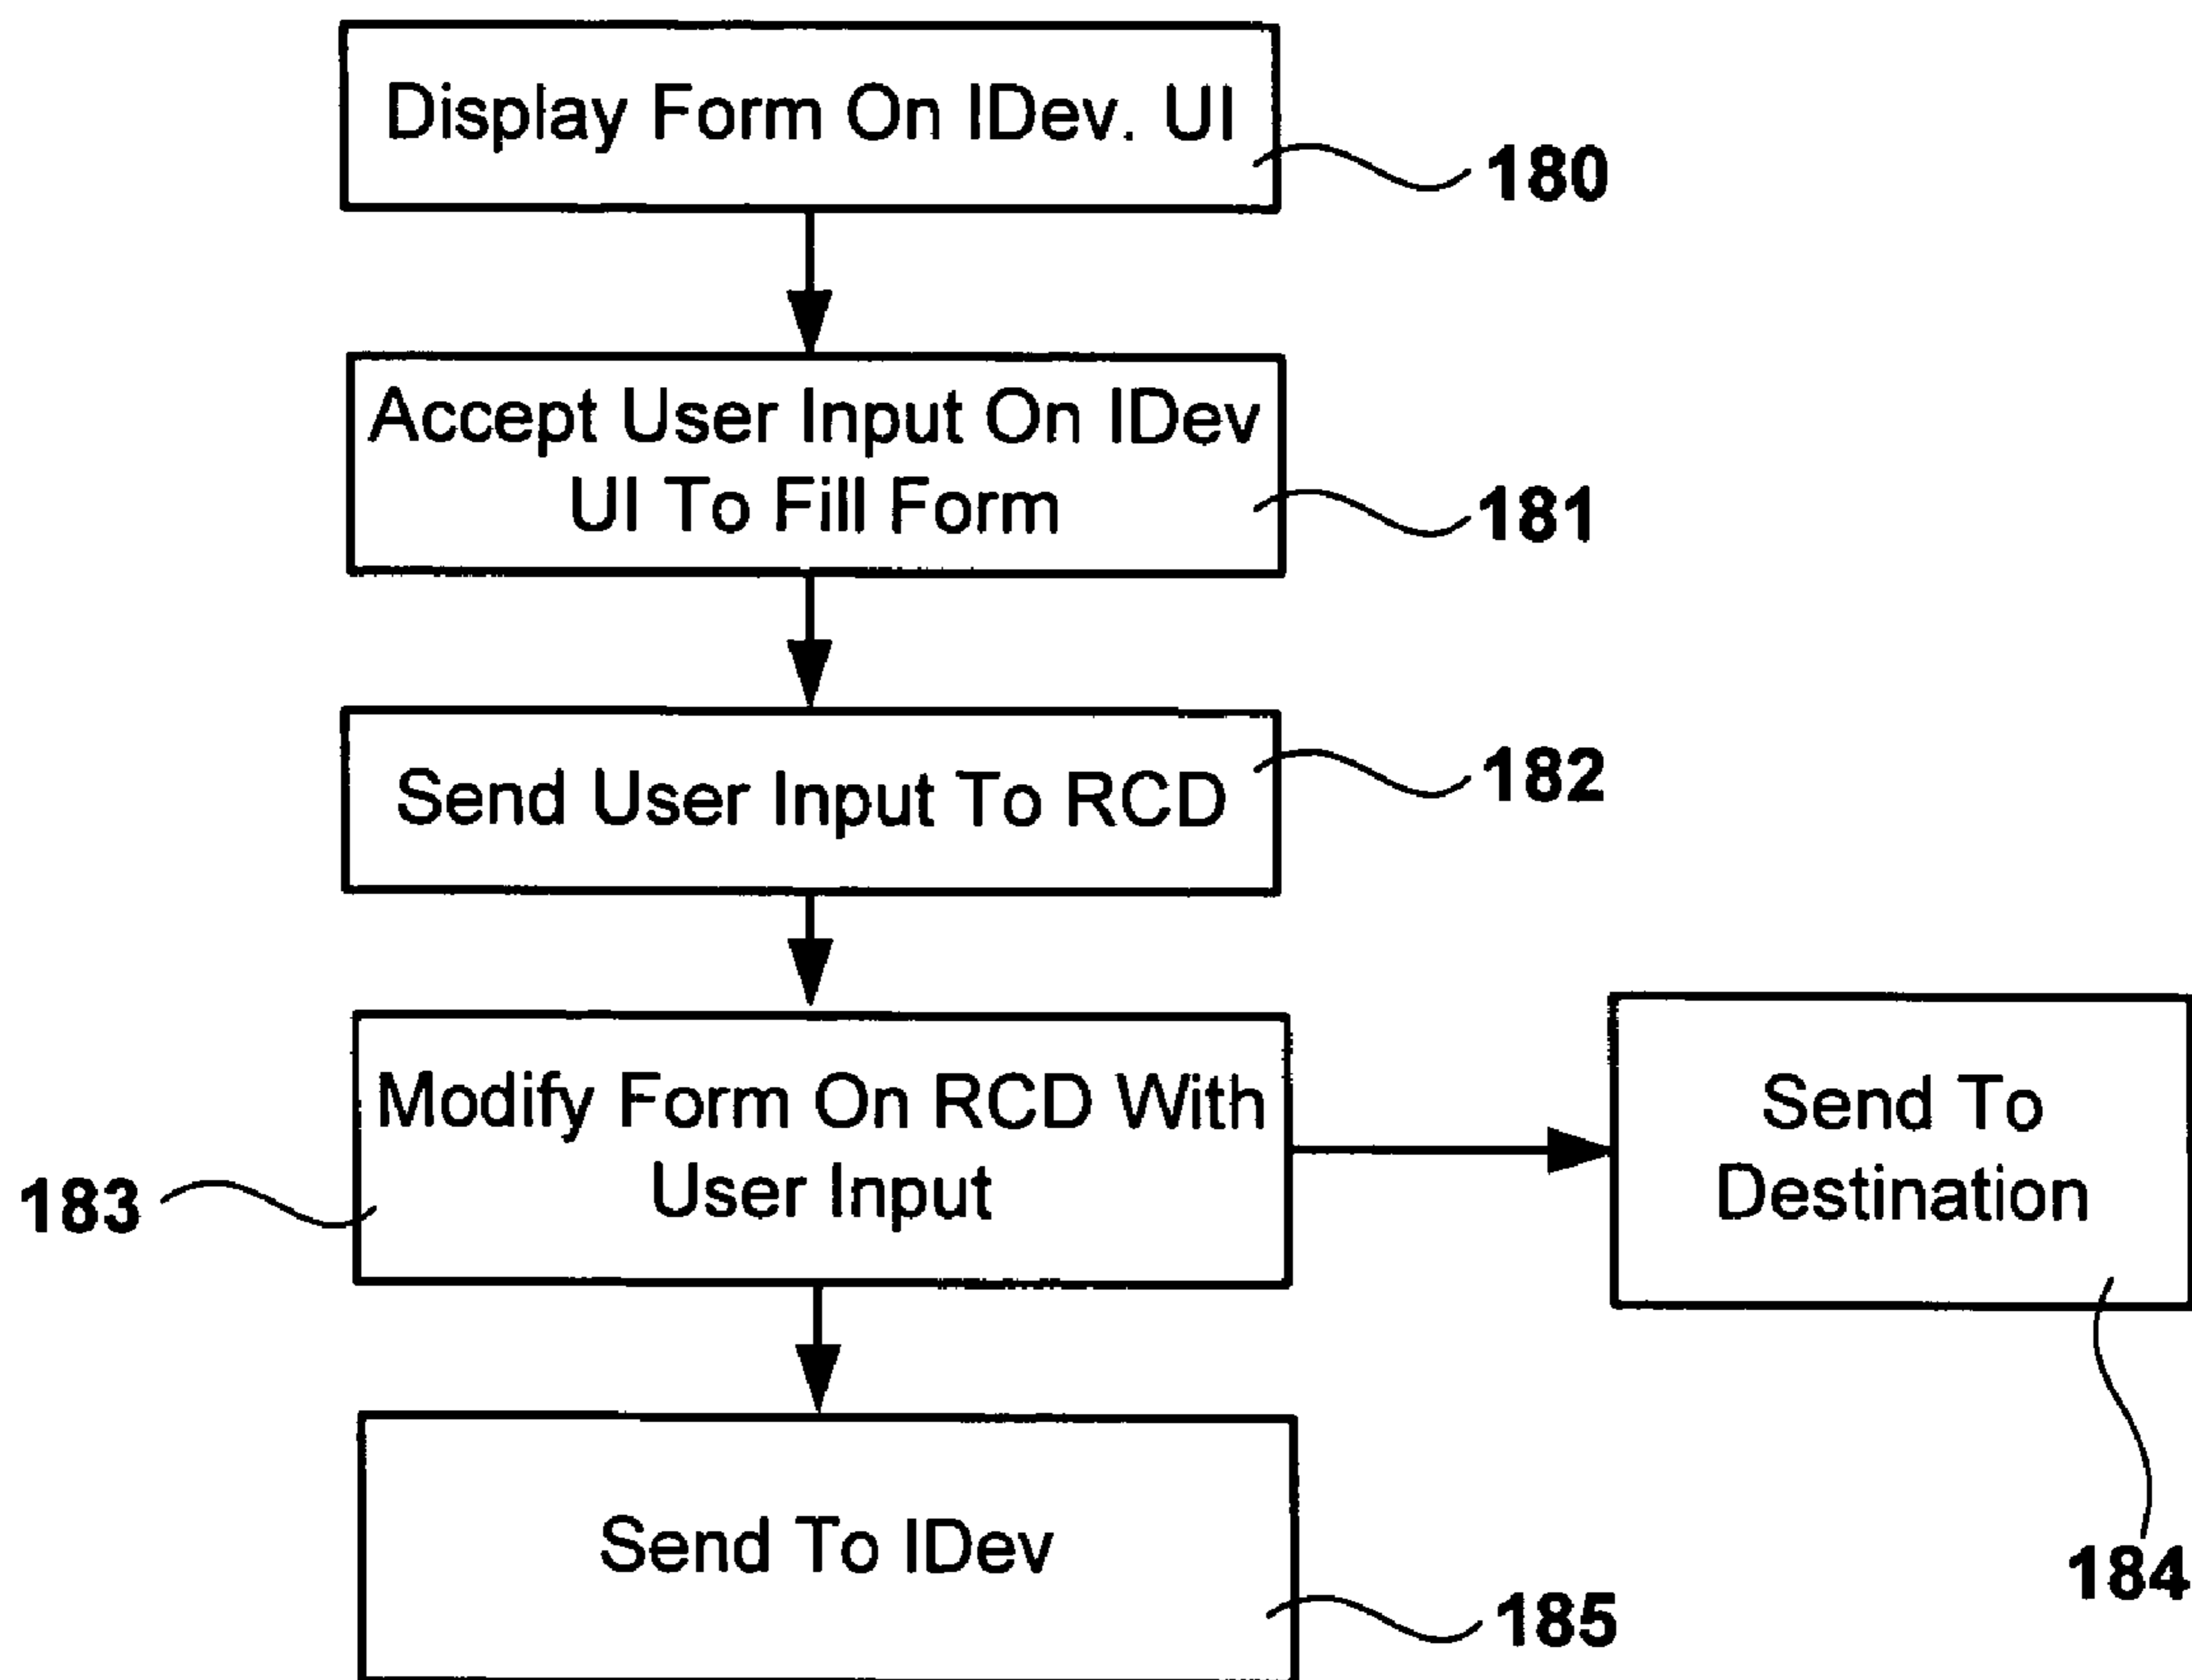 Display Form On IDev. UI
180
Accept User Input On IDev
UI To Fill Form
181
Send User Input To RCD
182
Modify Form On RCD With
User Input
183
Send To
Destination
184
Send To IDev
185